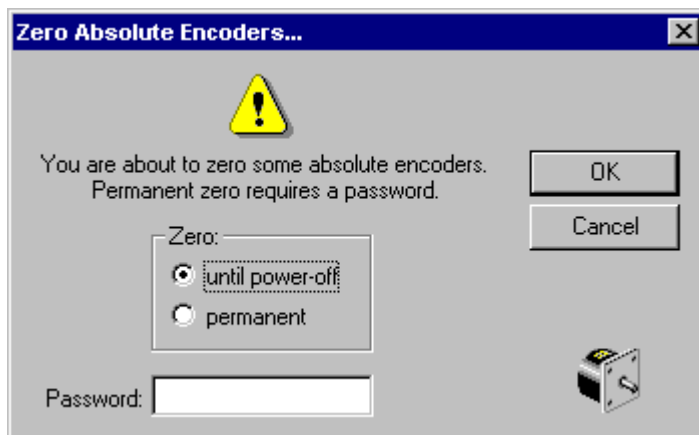 Zero Absolute Encoders...
You are about to zero some absolute encoders.
Permanent zero requires a password.
OK
Cancel
Zero:
until power-off
permanent
Password: